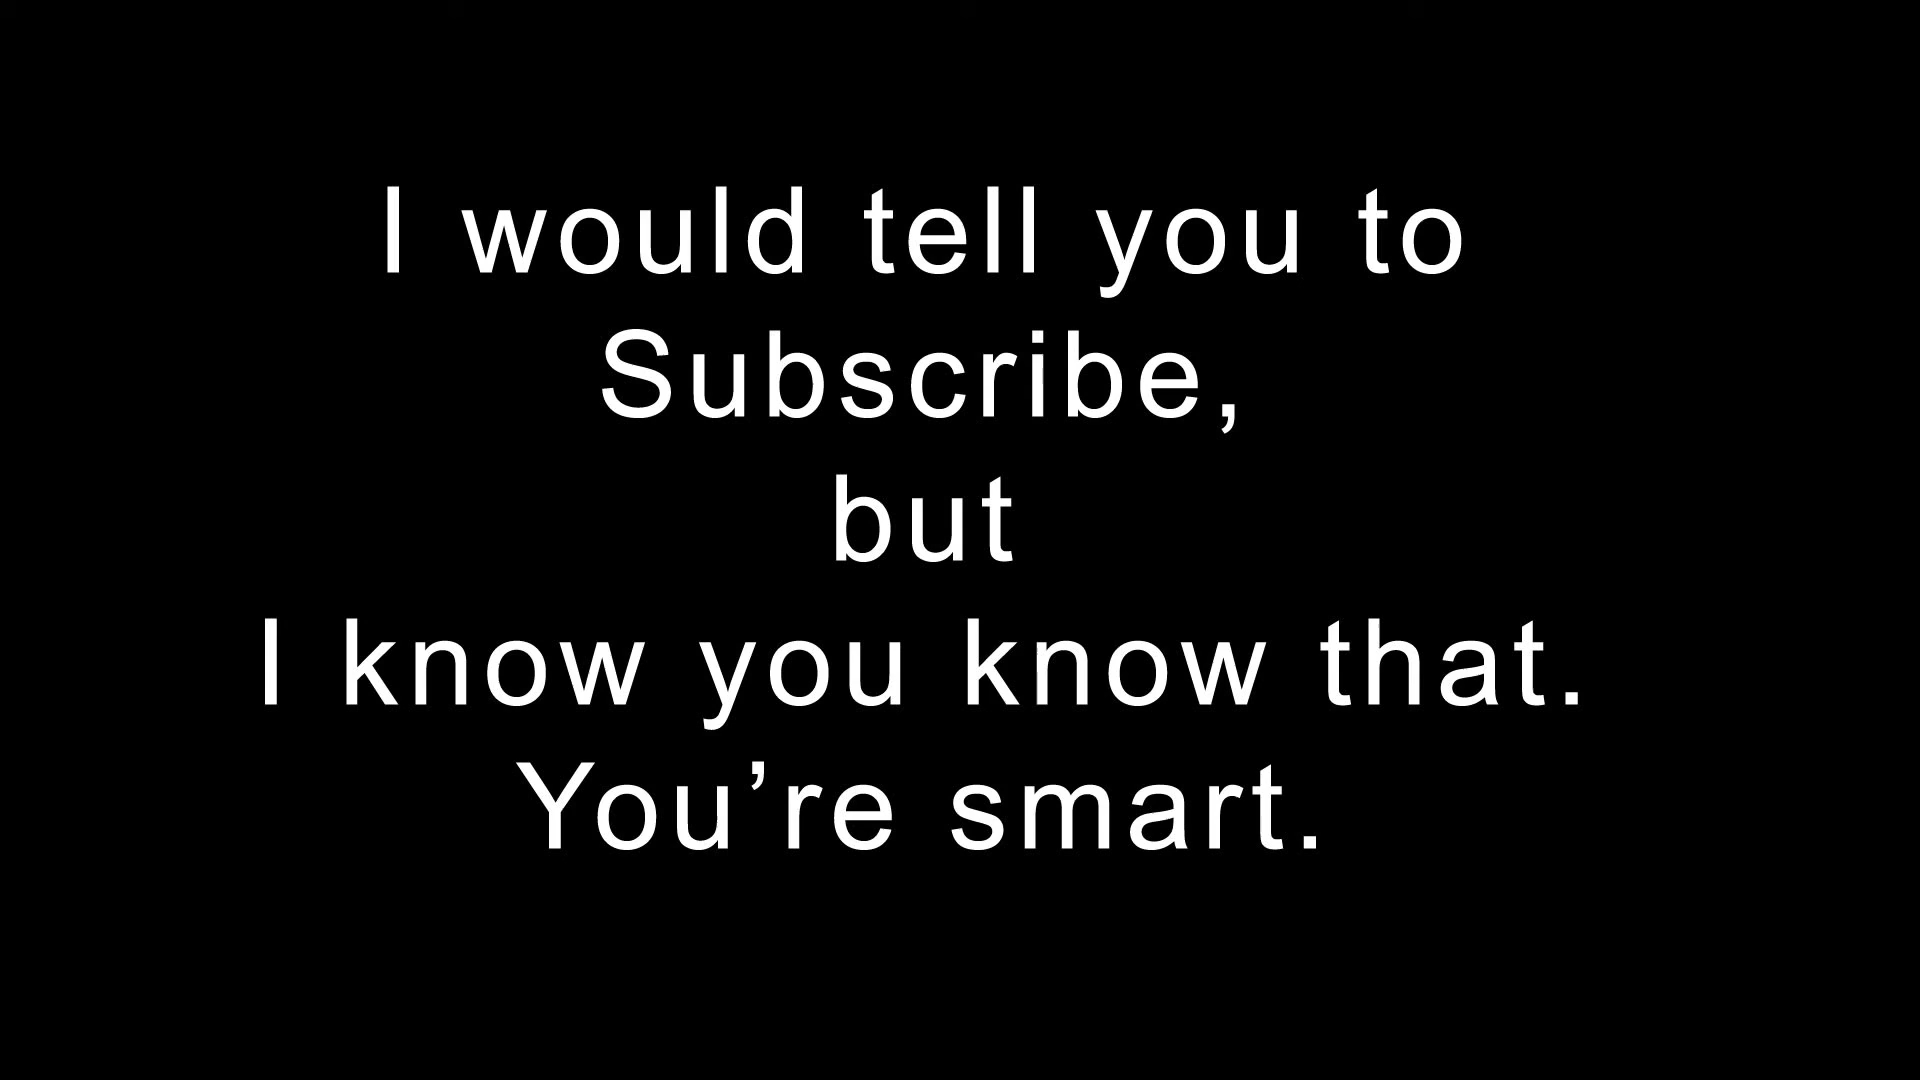 I would tell you to
Subscribe,
but
I know you know that.
You’re smart.